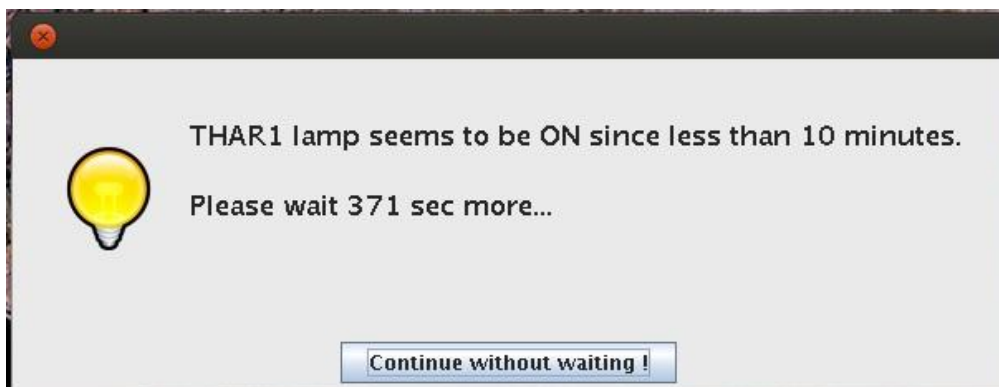 THAR1 lamp seems to be ON since less than 10 minutes.
Please wait 371 sec more...
Continue without waiting !